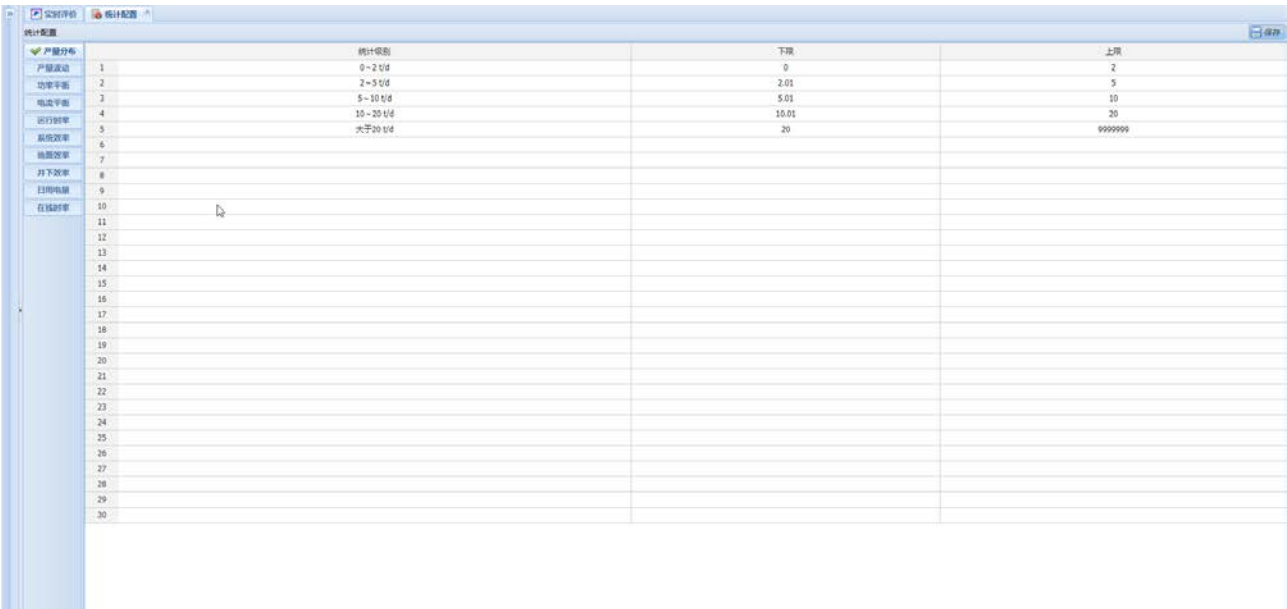 实时评价 统计配置
统计配置 保存
产量分布 统计级别 下限 上限
产量波动 1 0~2 t/d 0 2
功率平衡 2 2~5 t/d 2.01 5
电流平衡 3 5~10 t/d 5.01 10
运行时率 4 10~20 t/d 10.01 20
系统效率 5 大于20 t/d 20 9999999
地面效率 6
7
井下效率 8
日用电量 9
在线时率 10
11
12
13
14
15
16
17
18
19
20
21
22
23
24
25
26
27
28
29
30